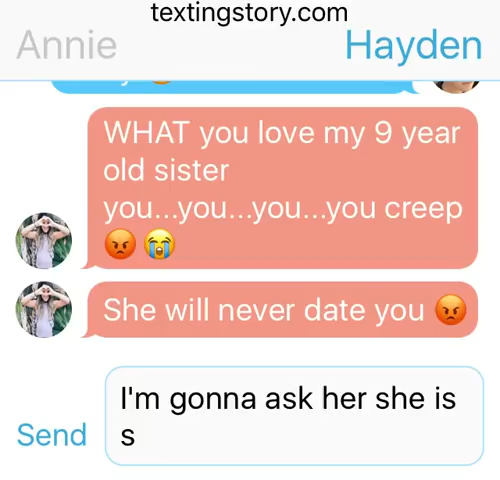 textingstory.com
Annie
Hayden
WHAT you love my 9 year
old sister
you...you...you...you creep
😡 😭
She will never date you 😡
I'm gonna ask her she is
s
Send